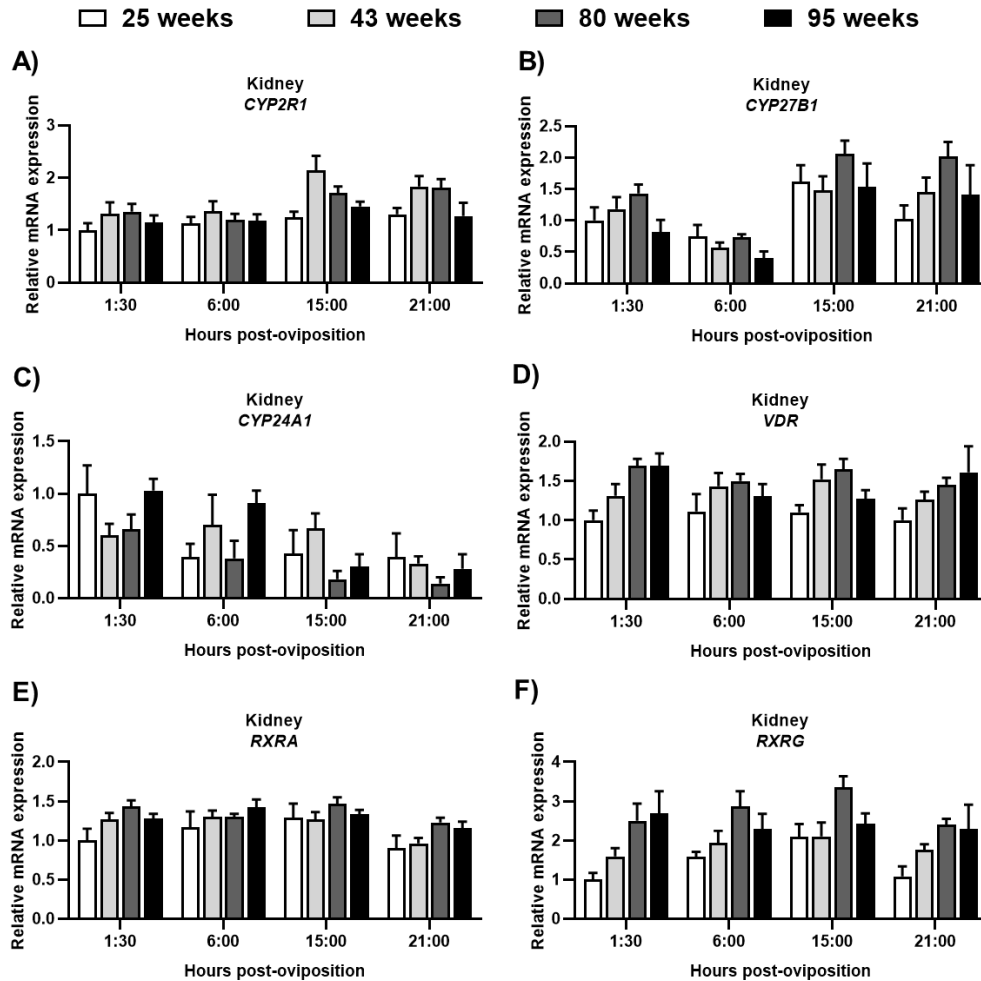 25 weeks 43 weeks 80 weeks 95 weeks
A)
Kidney
CYP2R1
Relative mRNA expression
3
2
1
0
1:30 6:00 15:00 21:00
Hours post-oviposition
B)
Kidney
CYP27B1
Relative mRNA expression
2.5
2.0
1.5
1.0
0.5
0.0
1:30 6:00 15:00 21:00
Hours post-oviposition
C)
Kidney
CYP24A1
Relative mRNA expression
1.5
1.0
0.5
0.0
1:30 6:00 15:00 21:00
Hours post-oviposition
D)
Kidney
VDR
Relative mRNA expression
2.0
1.5
1.0
0.5
0.0
1:30 6:00 15:00 21:00
Hours post-oviposition
E)
Kidney
RXRA
Relative mRNA expression
2.0
1.5
1.0
0.5
0.0
1:30 6:00 15:00 21:00
Hours post-oviposition
F)
Kidney
RXRG
Relative mRNA expression
4
3
2
1
0
1:30 6:00 15:00 21:00
Hours post-oviposition